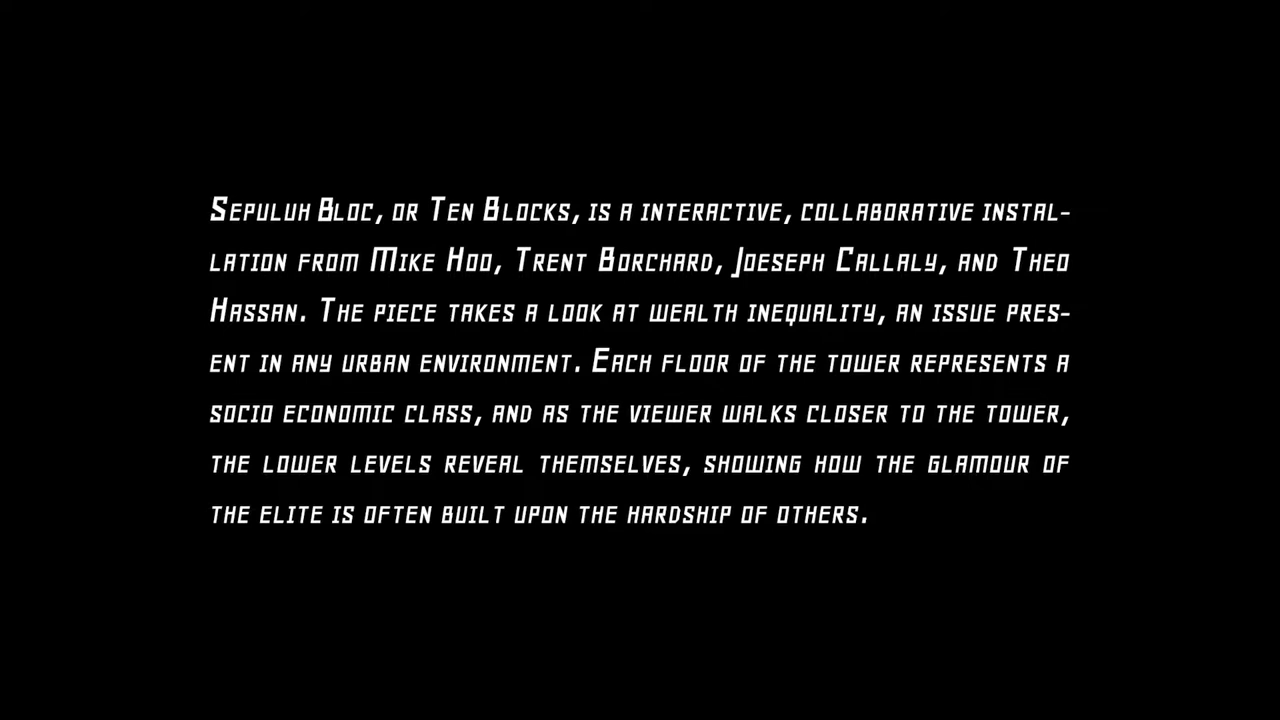 Sepuluh Bloc, or Ten Blocks, is a interactive, collaborative instal-
lation from Mike Hoo, Trent Borchard, Joeseph Callaly, and Theo
Hassan. The piece takes a look at wealth inequality, an issue pres-
ent in any urban environment. Each floor of the tower represents a
socio economic class, and as the viewer walks closer to the tower,
the lower levels reveal themselves, showing how the glamour of
the elite is often built upon the hardship of others.